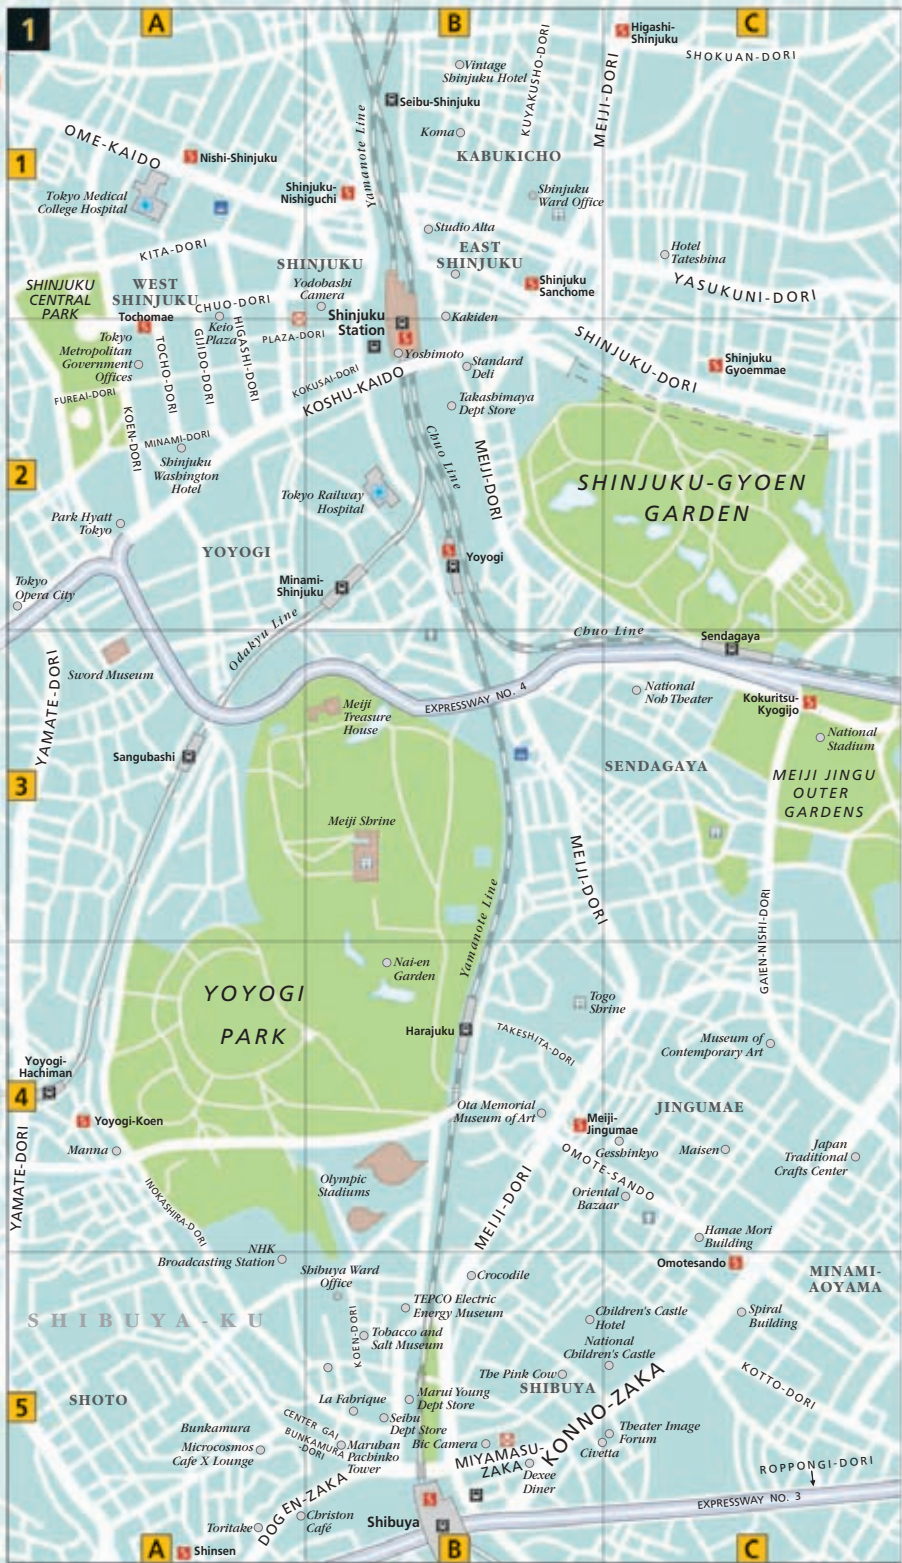 1
A
B
C
Higashi-
Shinjuku
SHOKUAN-DORI
Vintage
Shinjuku Hotel
KUYAKUSHO-DORI
MEIJI-DORI
Seibu-Shinjuku
Yamanote Line
Koma
KABUKICHO
OME-KAIDO
Nishi-Shinjuku
1
Shinjuku-
Nishiguchi
Tokyo Medical
College Hospital
Shinjuku
Ward Office
Studio Alta
KITA-DORI
EAST
SHINJUKU
Hotel
Tateshina
SHINJUKU
SHINJUKU
CENTRAL
PARK
WEST
SHINJUKU
Yodobashi
Camera
Shinjuku
Sanchome
YASUKUNI-DORI
CHUO-DORI
Tochomae
Keio
Plaza
HIGASHI-DORI
Shinjuku
Station
Kakiden
PLAZA-DORI
GIJIDO-DORI
TOCHO-DORI
Tokyo
Metropolitan
Government
Offices
Yoshimoto
SHINJUKU-DORI
Standard
Deli
Shinjuku
Gyoemmae
KOKUSAI-DORI
KOSHU-KAIDO
FUREAI-DORI
KOEN-DORI
Takashimaya
Dept Store
MINAMI-DORI
Chuo Line
MEIJI-DORI
Shinjuku
Washington
Hotel
2
SHINJUKU-GYOEN
GARDEN
Tokyo Railway
Hospital
Park Hyatt
Tokyo
YOYOGI
Yoyogi
Minami-
Shinjuku
Tokyo
Opera City
Odakyu Line
Chuo Line
Sendagaya
YAMATE-DORI
Sword Museum
EXPRESSWAY NO. 4
National
Noh Theater
Kokuritsu-
Kyogijo
Meiji
Treasure
House
National
Stadium
Sangubashi
SENDAGAYA
3
MEIJI JINGU
OUTER
GARDENS
Meiji Shrine
MEIJI-DORI
Yamanote Line
GAIEN-NISHI-DORI
Nai-en
Garden
YOYOGI
PARK
Togo
Shrine
Harajuku
TAKESHITA-DORI
Museum of
Contemporary Art
Yoyogi-
Hachiman
4
Ota Memorial
Museum of Art
JINGUMAE
Yoyogi-Koen
Meiji-
Jingumae
YAMATE-DORI
Manna
Gesshinkyo
Maisen
Japan
Traditional
Crafts Center
OMOTE-SANDO
INOKASHIRA-DORI
Olympic
Stadiums
MEIJI-DORI
Oriental
Bazaar
Hanae Mori
Building
NHK
Broadcasting Station
Omotesando
Shibuya Ward
Office
Crocodile
MINAMI-
AOYAMA
TEPCO Electric
Energy Museum
SHIBUYA-KU
KOEN-DORI
Tobacco and
Salt Museum
Children's Castle
Hotel
Spiral
Building
National
Children's Castle
The Pink Cow
SHIBUYA
KOTTO-DORI
SHOTO
5
La Fabrique
Marui Young
Dept Store
KONNO-ZAKA
Seibu
Dept Store
CENTER GAI
BUNKAMURA
-DORI
Bunkamura
Microcosmos
Cafe X Lounge
Maruhan
Pachinko
Tower
Bic Camera
Theater Image
Forum
Civetta
MIYAMASU-
ZAKA
Dexee
Diner
ROPPONGI-DORI
DOGEN-ZAKA
EXPRESSWAY NO. 3
Christon
Café
Toritake
Shibuya
Shinsen
A
B
C